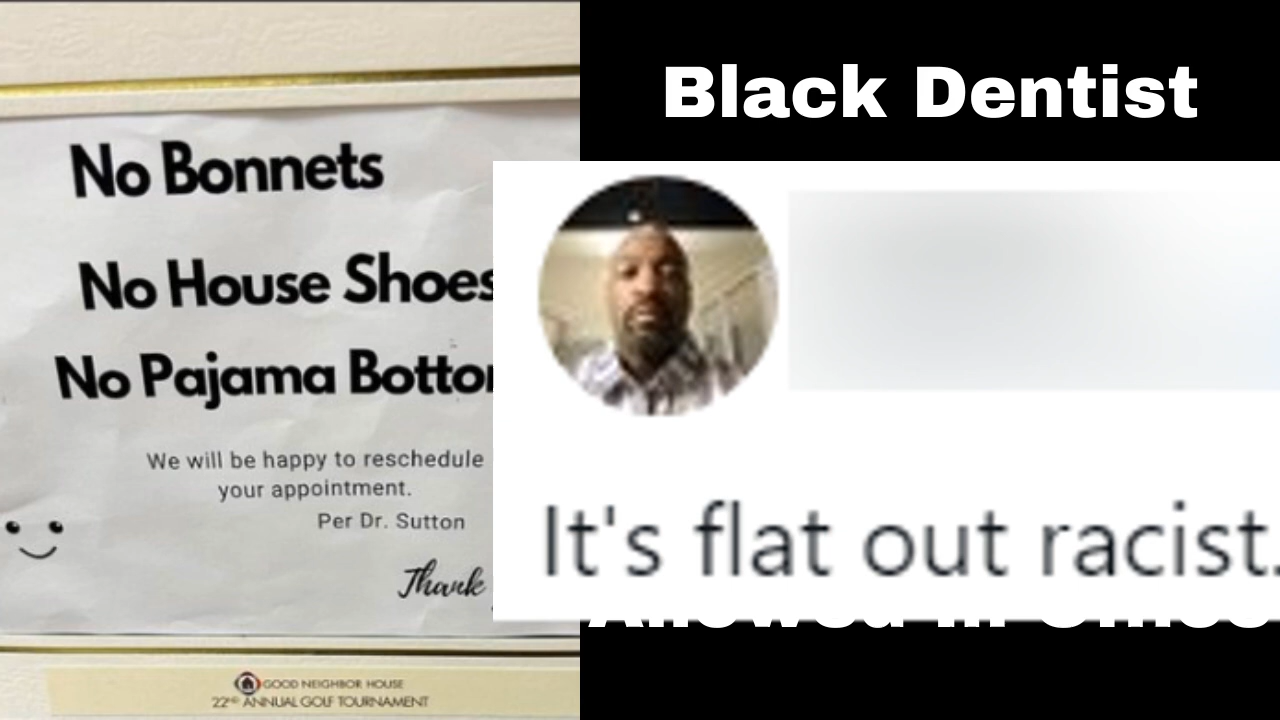 No Bonnets
No House Shoes
No Pajama Botto
We will be happy to reschedule
your appointment.
Per Dr. Sutton
Thank
GOOD NEIGHBOR HOUSE
22ND ANNUAL GOLF TOURNAMENT
Black Dentist
It's flat out racist.